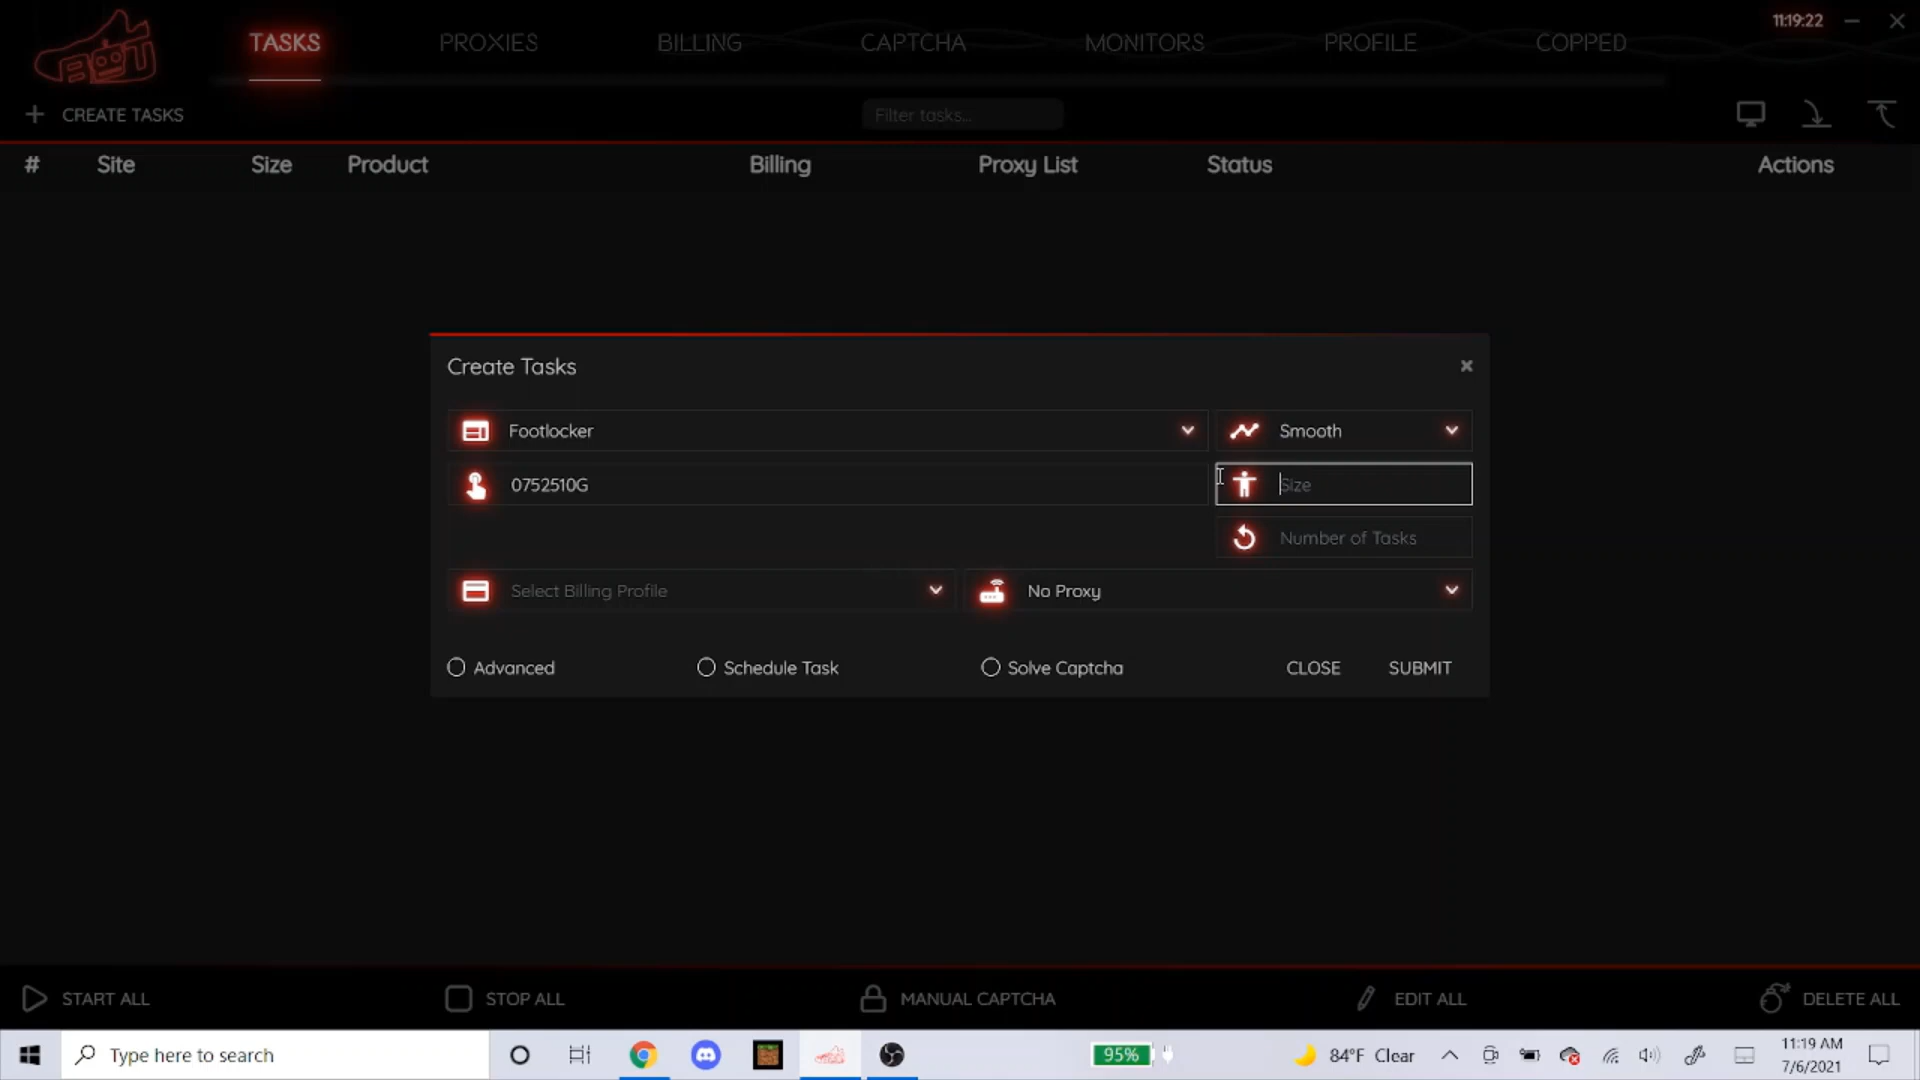 BOT
TASKS PROXIES BILLING CAPTCHA MONITORS PROFILE COPPED
11:19:22
CREATE TASKS
Filter tasks...
# Site Size Product Billing Proxy List Status Actions
Create Tasks
Footlocker Smooth
0752510G Size
Number of Tasks
Select Billing Profile No Proxy
Advanced Schedule Task Solve Captcha CLOSE SUBMIT
START ALL STOP ALL MANUAL CAPTCHA EDIT ALL DELETE ALL
Type here to search 95% 84°F Clear 11:19 AM
7/6/2021